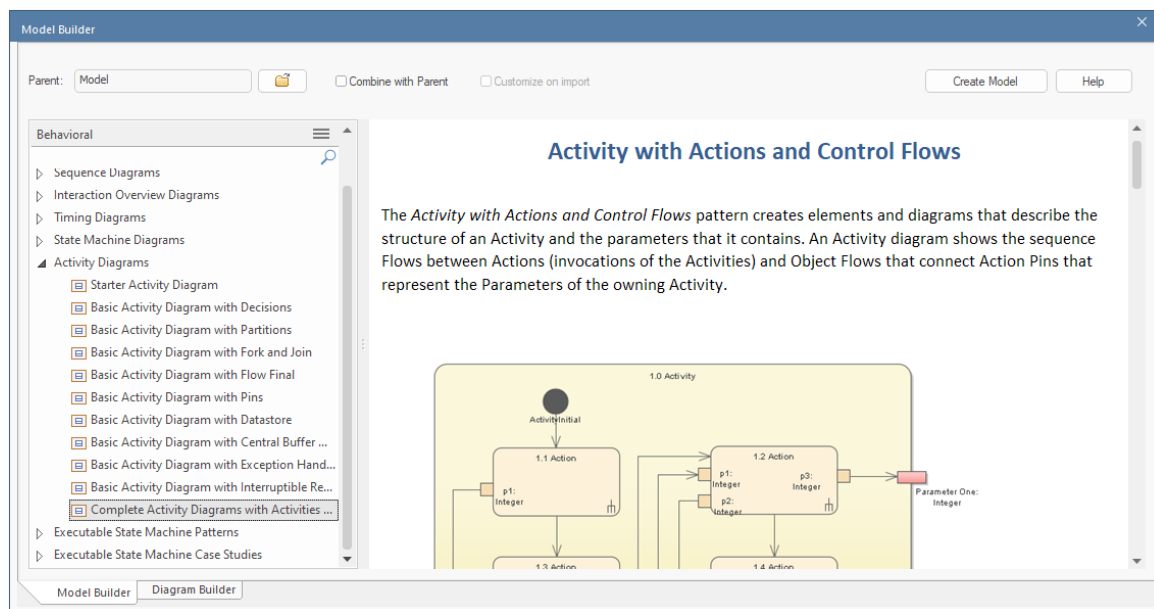 Model Builder
Parent:
Model
Combine with Parent
Customize on import
Create Model
Help
Behavioral
Sequence Diagrams
Interaction Overview Diagrams
Timing Diagrams
State Machine Diagrams
Activity Diagrams
Starter Activity Diagram
Basic Activity Diagram with Decisions
Basic Activity Diagram with Partitions
Basic Activity Diagram with Fork and Join
Basic Activity Diagram with Flow Final
Basic Activity Diagram with Pins
Basic Activity Diagram with Datastore
Basic Activity Diagram with Central Buffer ...
Basic Activity Diagram with Exception Hand...
Basic Activity Diagram with Interruptible Re...
Complete Activity Diagrams with Activities ...
Executable State Machine Patterns
Executable State Machine Case Studies
Activity with Actions and Control Flows
The Activity with Actions and Control Flows pattern creates elements and diagrams that describe the
structure of an Activity and the parameters that it contains. An Activity diagram shows the sequence
Flows between Actions (invocations of the Activities) and Object Flows that connect Action Pins that
represent the Parameters of the owning Activity.
1.0 Activity
ActivityInitial
1.1 Action
p1:
Integer
1.2 Action
p1:
Integer
p2:
Integer
p3:
Integer
Parameter One:
Integer
1.3 Action
1.4 Action
Model Builder
Diagram Builder